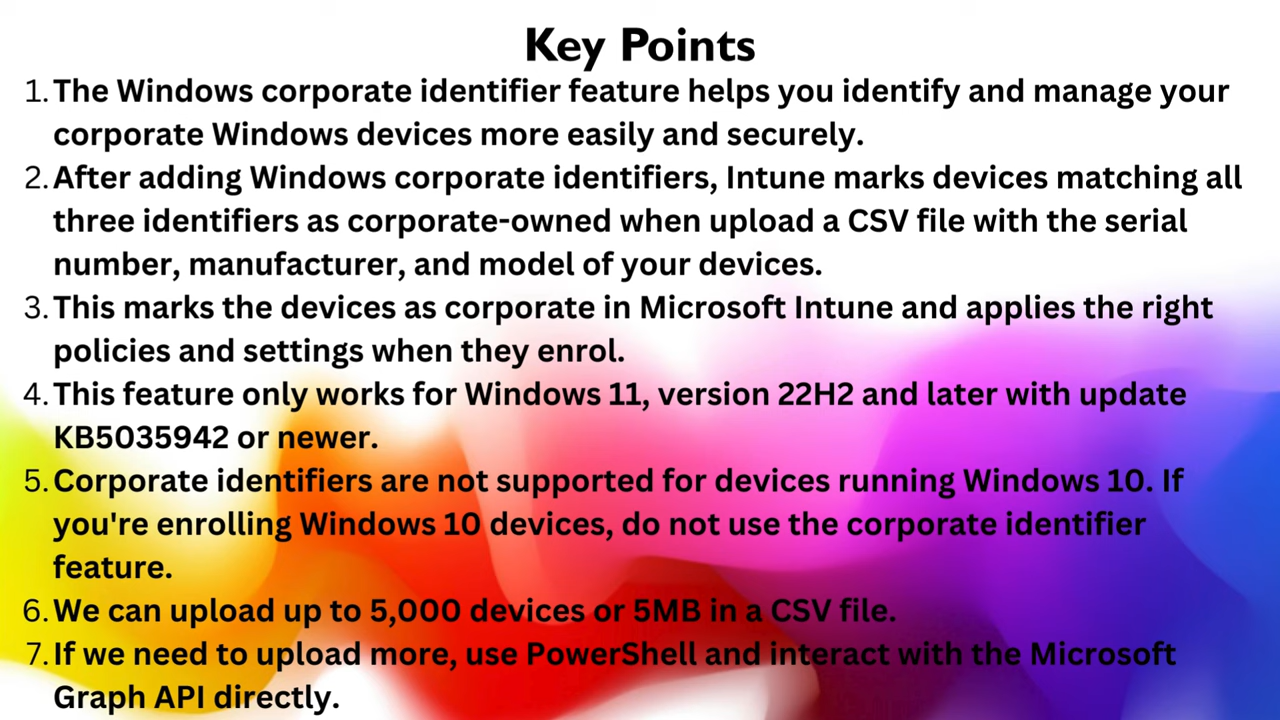 Key Points
1. The Windows corporate identifier feature helps you identify and manage your
corporate Windows devices more easily and securely.
2. After adding Windows corporate identifiers, Intune marks devices matching all
three identifiers as corporate-owned when upload a CSV file with the serial
number, manufacturer, and model of your devices.
3. This marks the devices as corporate in Microsoft Intune and applies the right
policies and settings when they enrol.
4. This feature only works for Windows 11, version 22H2 and later with update
KB5035942 or newer.
5. Corporate identifiers are not supported for devices running Windows 10. If
you're enrolling Windows 10 devices, do not use the corporate identifier
feature.
6. We can upload up to 5,000 devices or 5MB in a CSV file.
7. If we need to upload more, use PowerShell and interact with the Microsoft
Graph API directly.